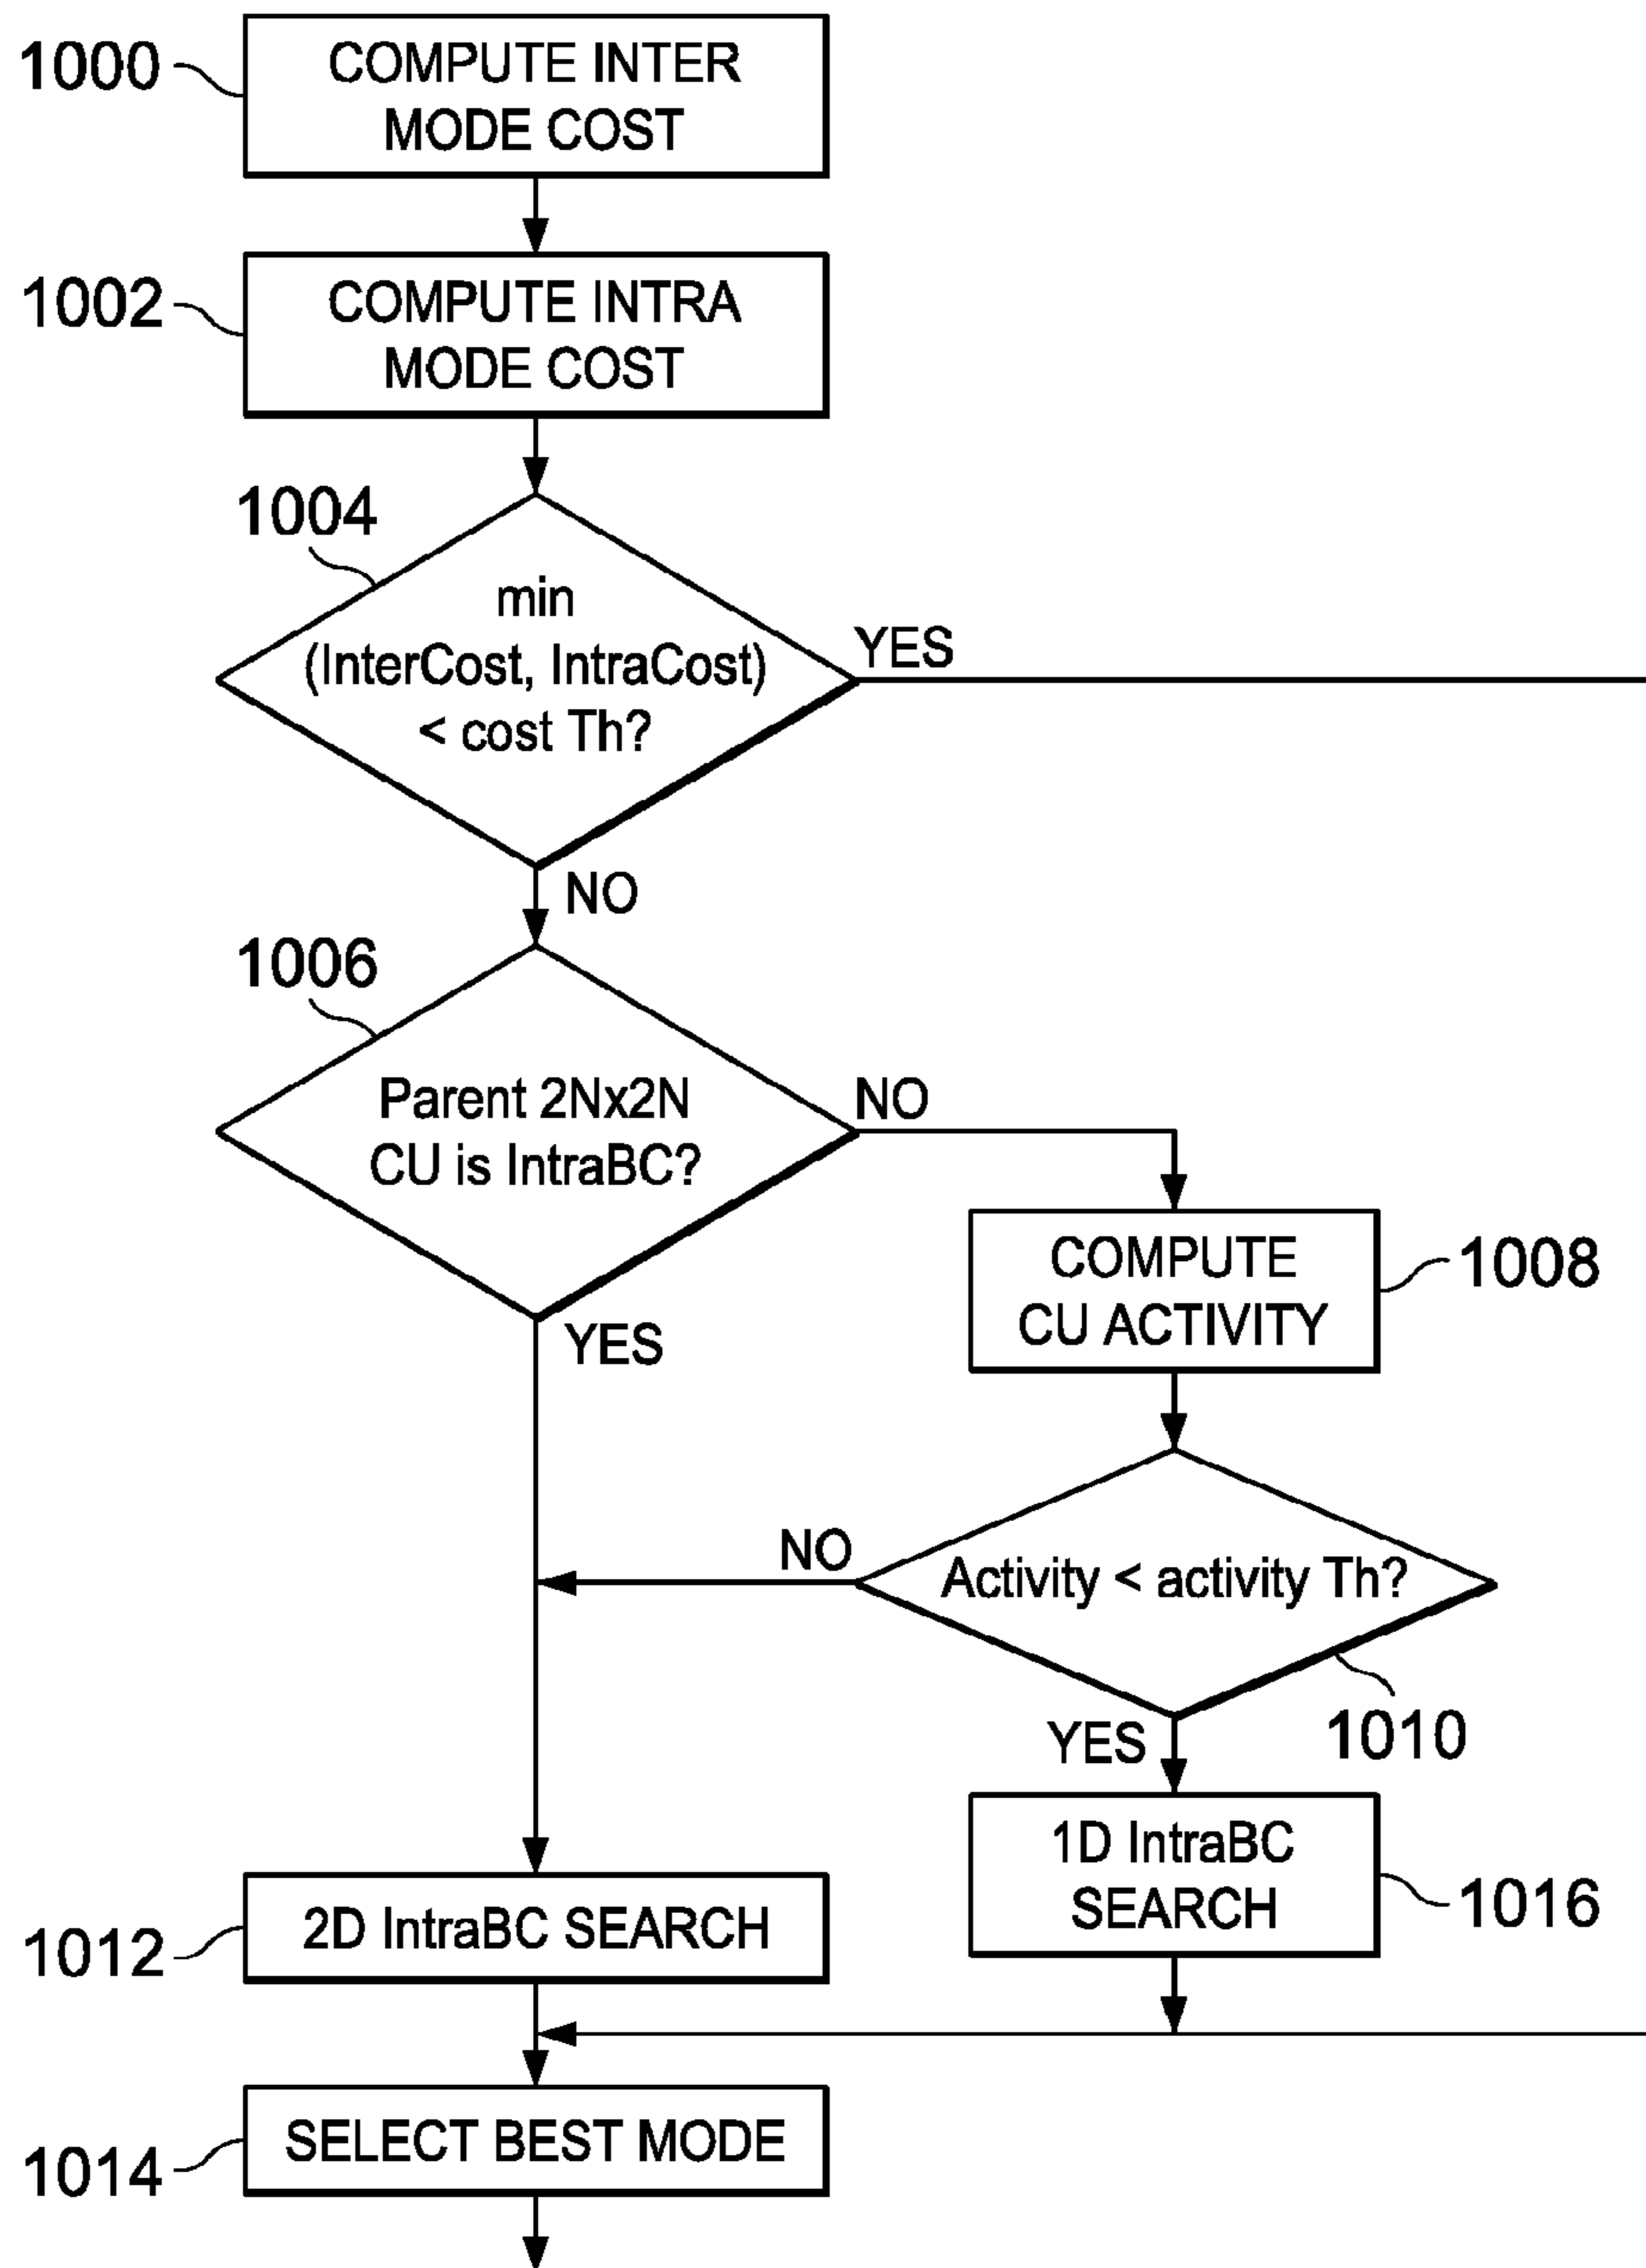 1000
COMPUTE INTER
MODE COST
1002
COMPUTE INTRA
MODE COST
1004
min
(InterCost, IntraCost)
< cost Th?
YES
NO
1006
Parent 2Nx2N
CU is IntraBC?
NO
YES
COMPUTE
CU ACTIVITY
1008
NO
Activity < activity Th?
1010
YES
1D IntraBC
SEARCH
1016
2D IntraBC SEARCH
1012
SELECT BEST MODE
1014